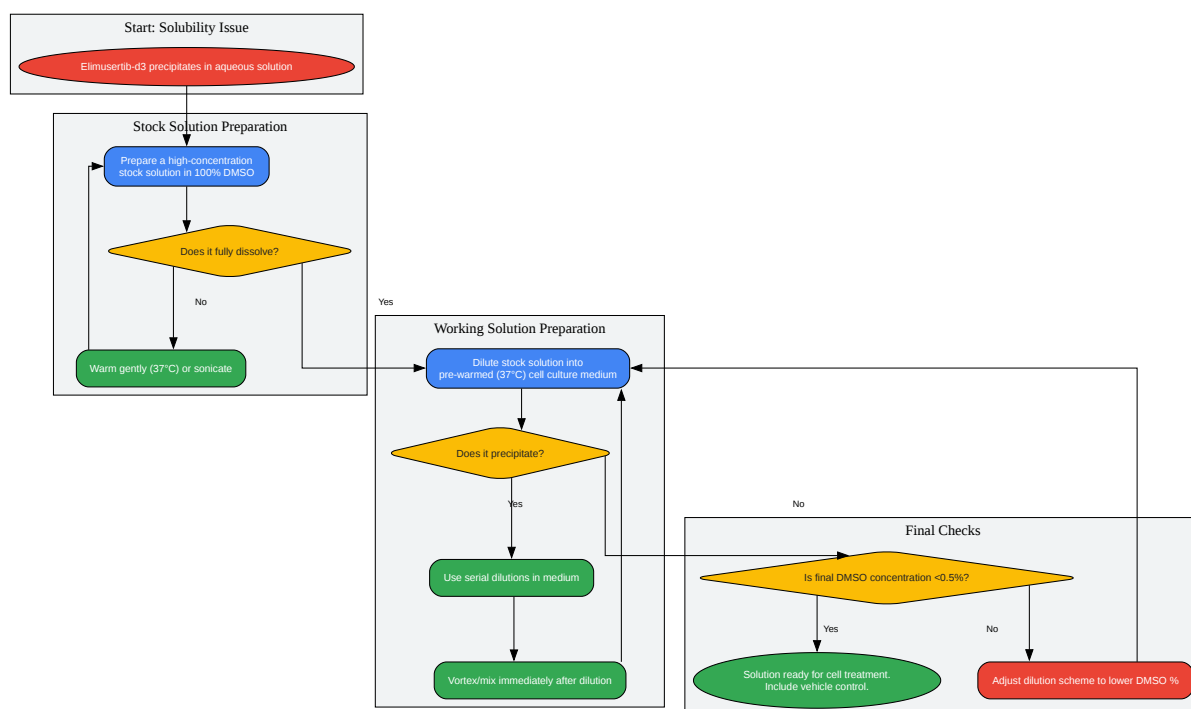 Start: Solubility Issue
Elimusertib-d3 precipitates in aqueous solution
Stock Solution Preparation
Prepare a high-concentration
stock solution in 100% DMSO
Does it fully dissolve?
No
Yes
Warm gently (37°C) or sonicate
Working Solution Preparation
Dilute stock solution into
pre-warmed (37°C) cell culture medium
Does it precipitate?
Yes
No
Use serial dilutions in medium
Vortex/mix immediately after dilution
Final Checks
Is final DMSO concentration <0.5%?
Yes
No
Solution ready for cell treatment.
Include vehicle control.
Adjust dilution scheme to lower DMSO %